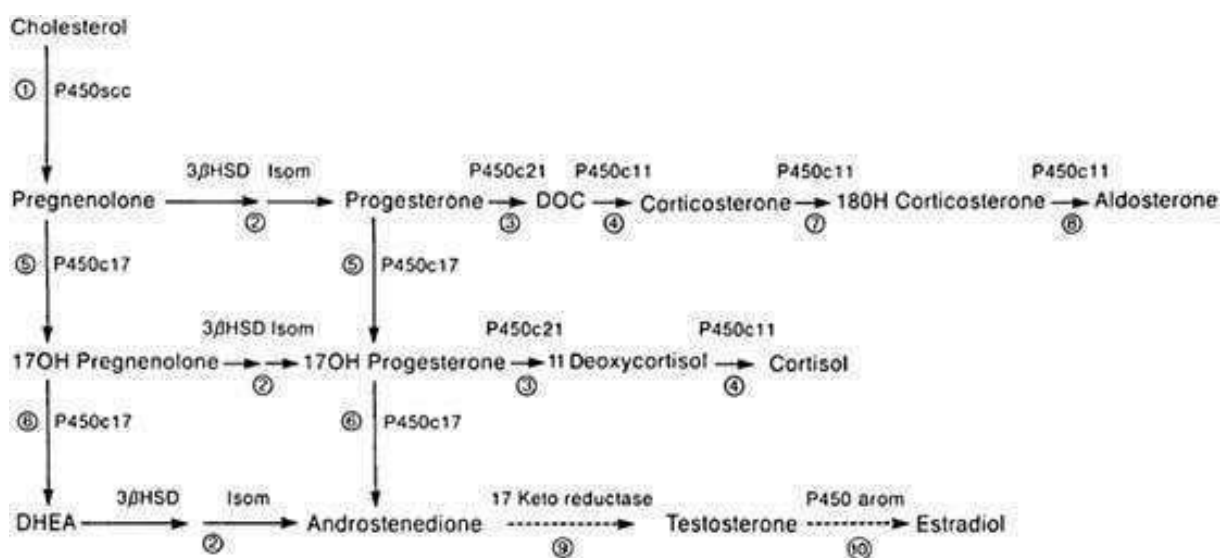 Cholesterol
① P450scc
3βHSD Isom P450c21 P450c11 P450c11 P450c11
Pregnenolone Progesterone DOC Corticosterone 180H Corticosterone Aldosterone
② ③ ④ ⑦ ⑧
⑤ P450c17 ⑤ P450c17
3βHSD Isom P450c21 P450c11
17OH Pregnenolone 17OH Progesterone 11 Deoxycortisol Cortisol
② ③ ④
⑥ P450c17 ⑥ P450c17
3βHSD Isom 17 Keto reductase P450 arom
DHEA Androstenedione Testosterone Estradiol
② ⑨ ⑩